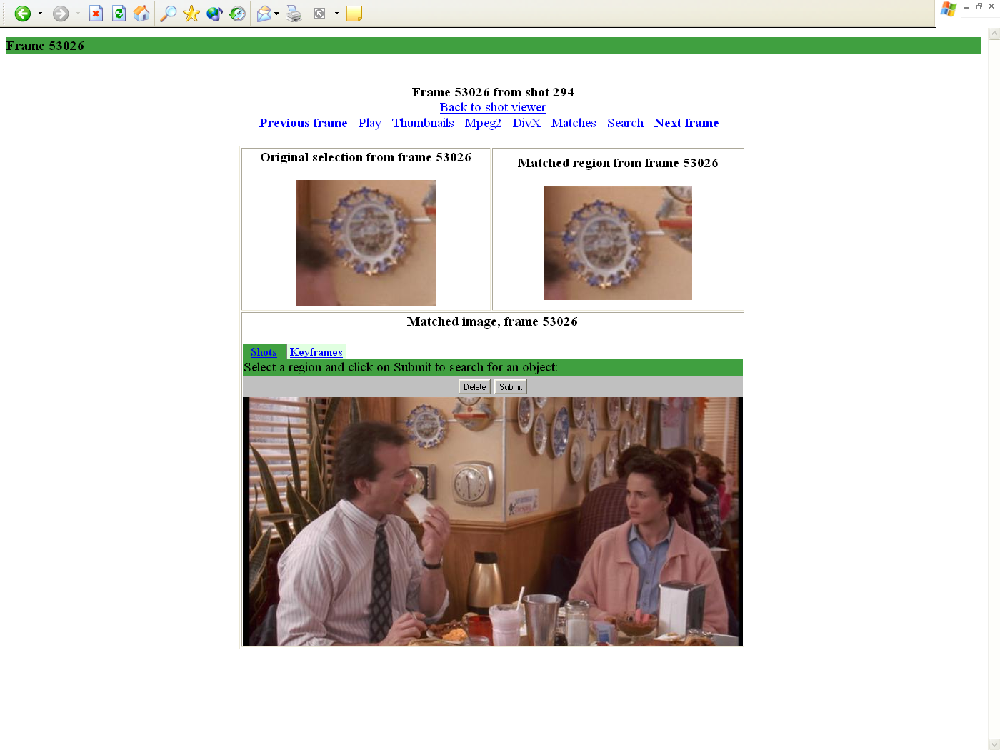 Frame 53026
Frame 53026 from shot 294
Back to shot viewer
Previous frame Play Thumbnails Mpeg2 DivX Matches Search Next frame
Original selection from frame 53026
Matched region from frame 53026
Matched image, frame 53026
Shots Keyframes
Select a region and click on Submit to search for an object:
Delete Submit